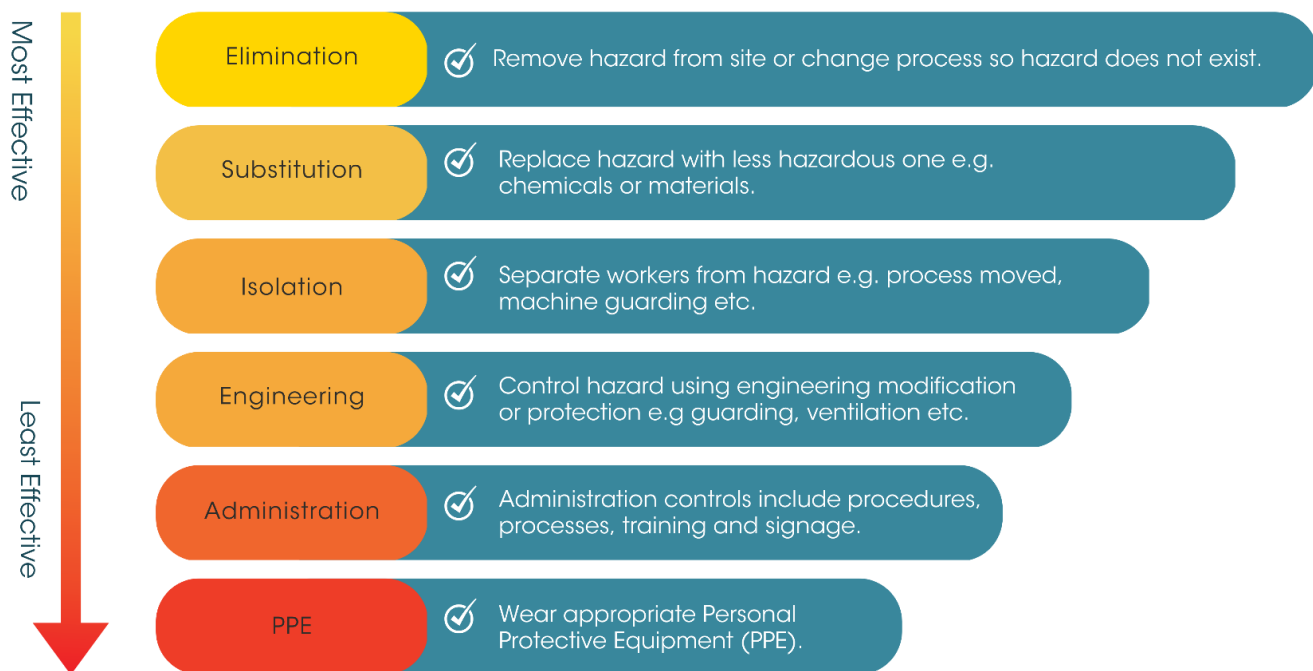 Most Effective
Least Effective
Elimination
Remove hazard from site or change process so hazard does not exist.
Substitution
Replace hazard with less hazardous one e.g.
chemicals or materials.
Isolation
Separate workers from hazard e.g. process moved,
machine guarding etc.
Engineering
Control hazard using engineering modification
or protection e.g guarding, ventilation etc.
Administration
Administration controls include procedures,
processes, training and signage.
PPE
Wear appropriate Personal
Protective Equipment (PPE).